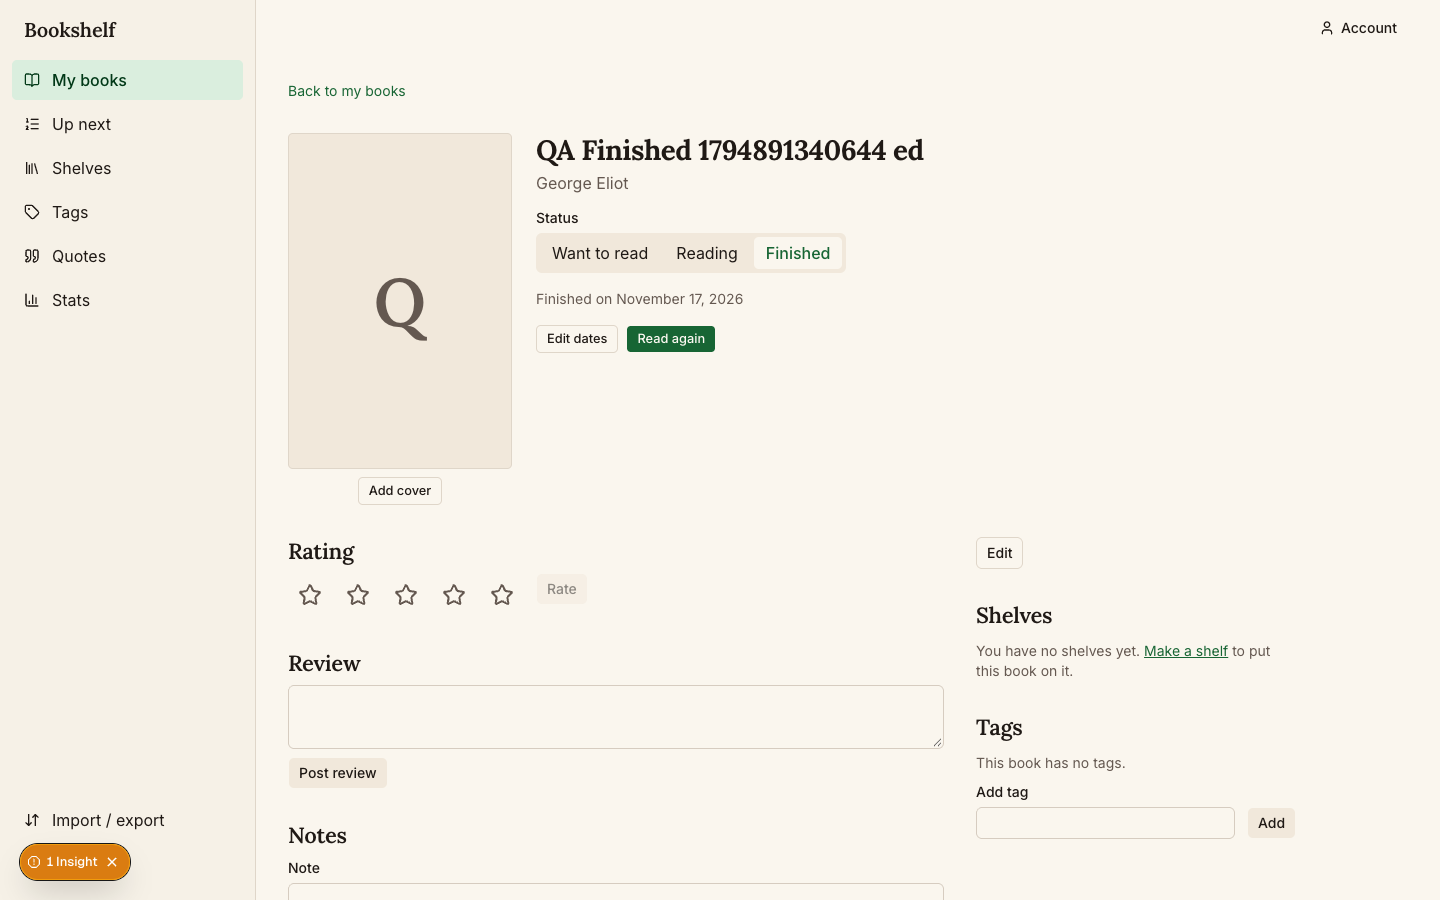 Bookshelf
My books
Up next
Shelves
Tags
Quotes
Stats
Import / export
1 Insight
Account
Back to my books
Q
Add cover
QA Finished 1794891340644 ed
George Eliot
Status
Want to read Reading Finished
Finished on November 17, 2026
Edit dates Read again
Rating
Rate
Review
Post review
Notes
Note
Edit
Shelves
You have no shelves yet. Make a shelf to put
this book on it.
Tags
This book has no tags.
Add tag
Add